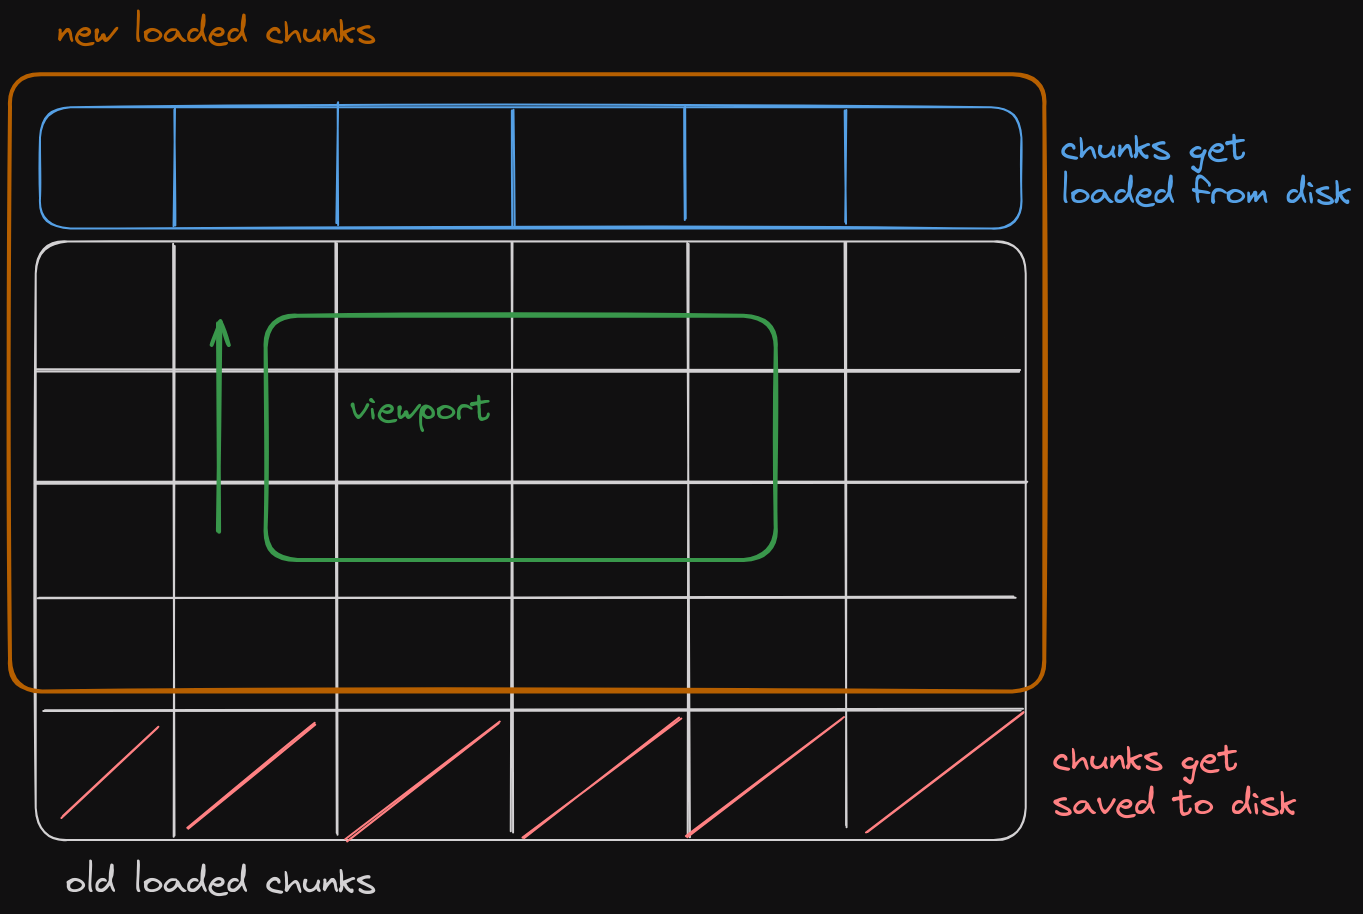 new loaded chunks
chunks get
loaded from disk
viewport
chunks get
saved to disk
old loaded chunks